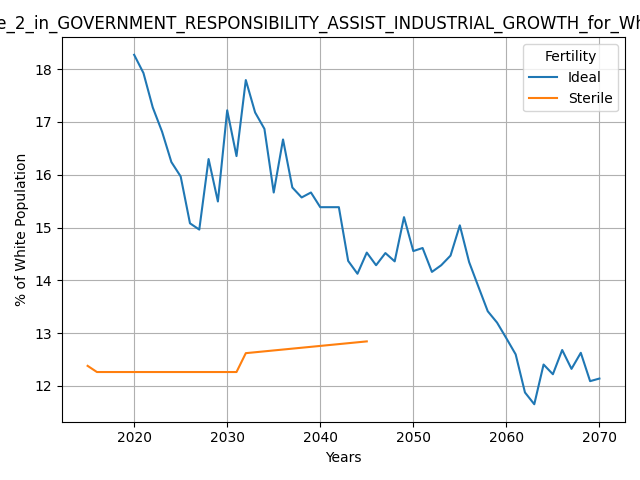 e_2_in_GOVERNMENT_RESPONSIBILITY_ASSIST_INDUSTRIAL_GROWTH_for_Wh
Fertility
Ideal
Sterile
% of White Population
18
17
16
15
14
13
12
2020 2030 2040 2050 2060 2070
Years